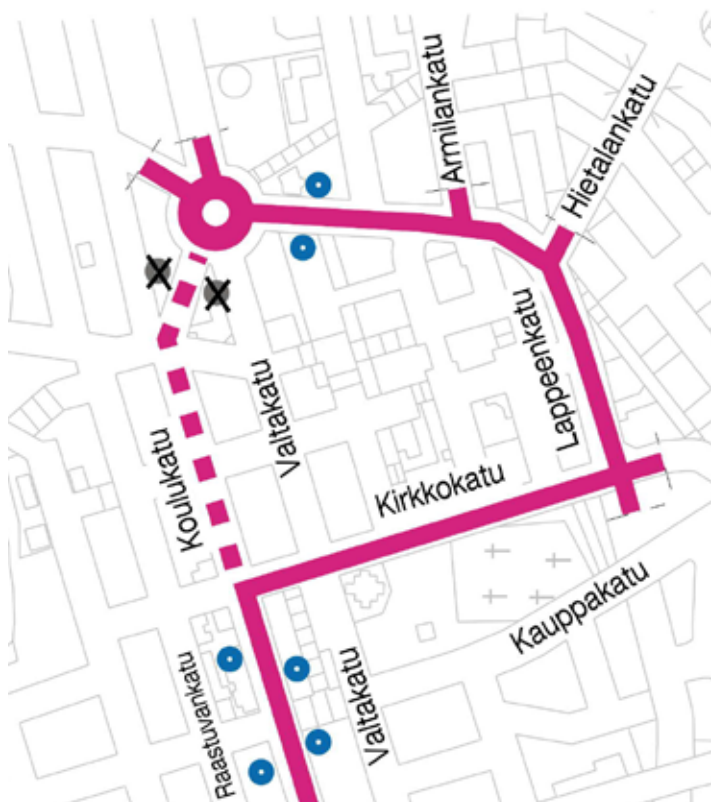 Armilankatu
Hietalankatu
Lappeenkatu
Valtakatu
Koulukatu
Kirkkokatu
Kauppakatu
Raastuvankatu
Valtakatu